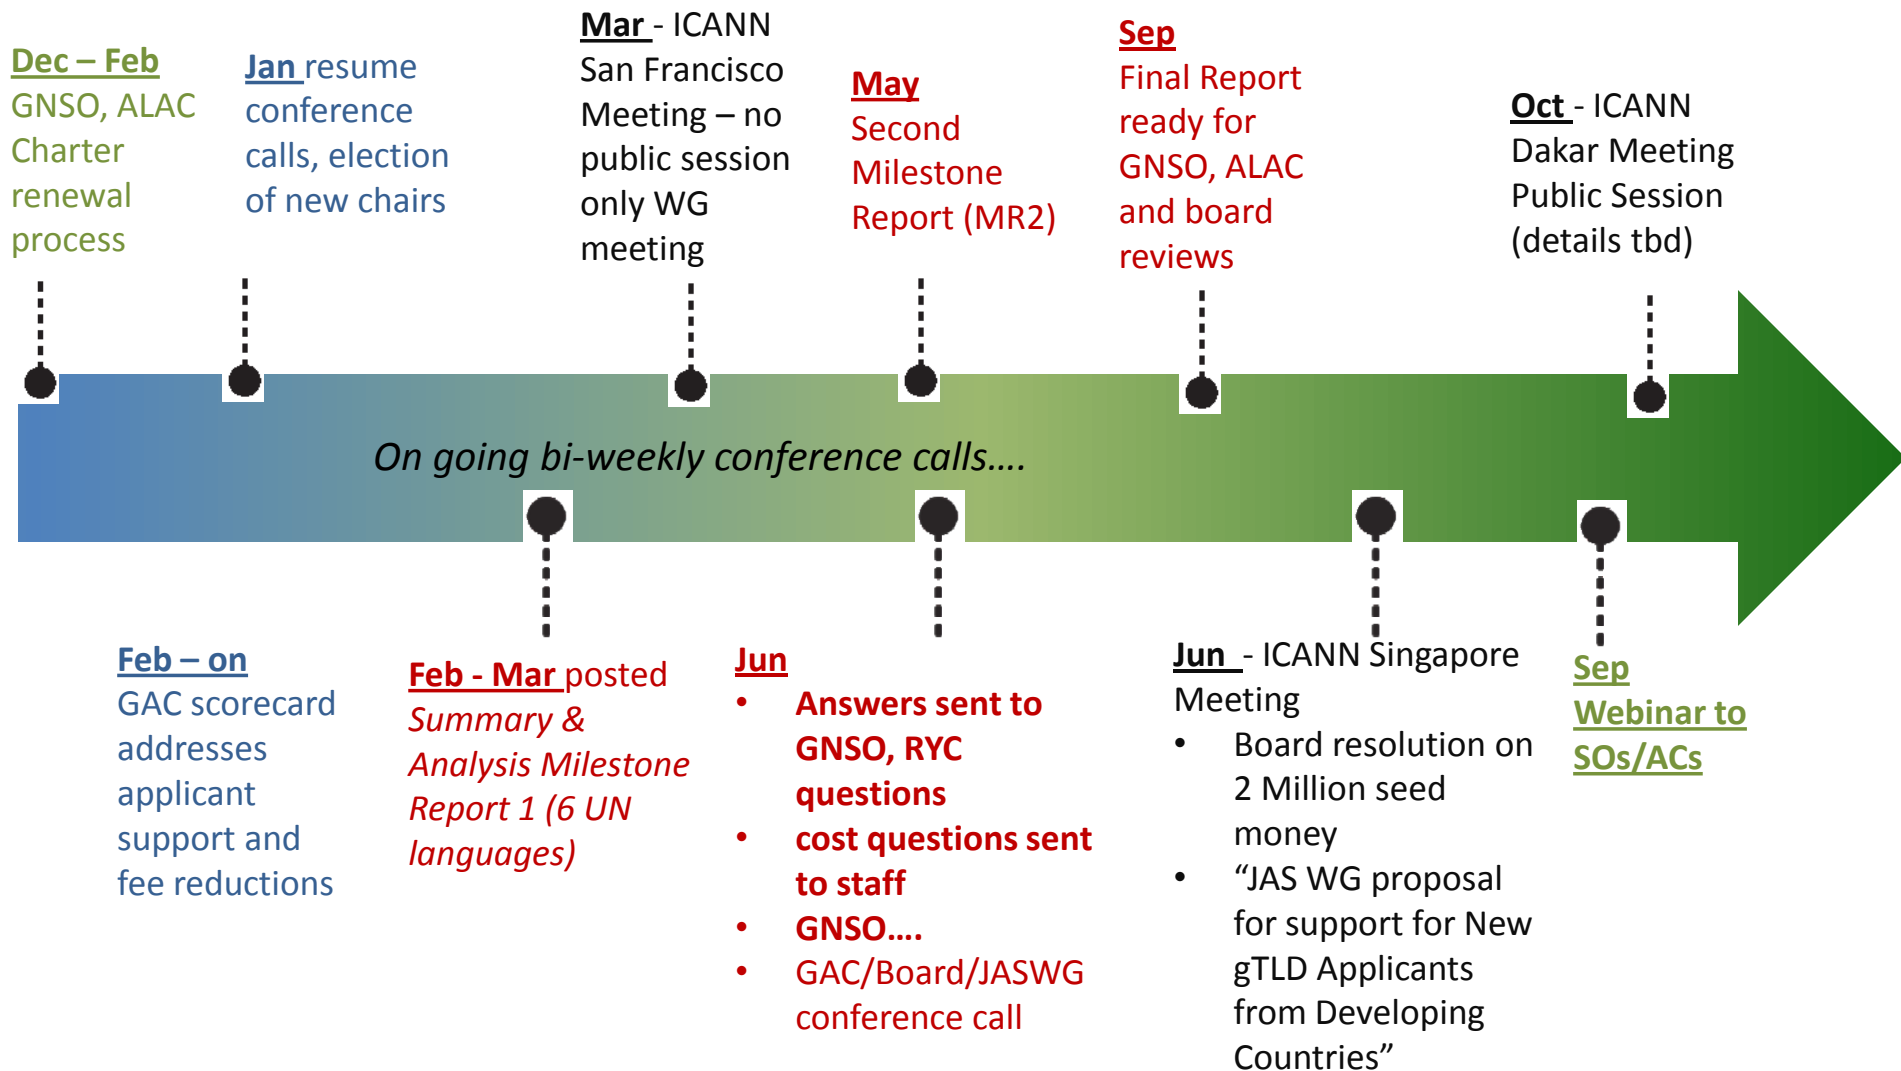 Dec – Feb
GNSO, ALAC
Charter
renewal
process
Jan resume
conference
calls, election
of new chairs
Mar - ICANN
San Francisco
Meeting – no
public session
only WG
meeting
May
Second
Milestone
Report (MR2)
Sep
Final Report
ready for
GNSO, ALAC
and board
reviews
Oct - ICANN
Dakar Meeting
Public Session
(details tbd)
On going bi-weekly conference calls....
Feb – on
GAC scorecard
addresses
applicant
support and
fee reductions
Feb - Mar posted
Summary &
Analysis Milestone
Report 1 (6 UN
languages)
Jun
• Answers sent to
GNSO, RYC
questions
• cost questions sent
to staff
• GNSO....
• GAC/Board/JASWG
conference call
Jun - ICANN Singapore
Meeting
• Board resolution on
2 Million seed
money
• “JAS WG proposal
for support for New
gTLD Applicants
from Developing
Countries”
Sep
Webinar to
SOs/ACs